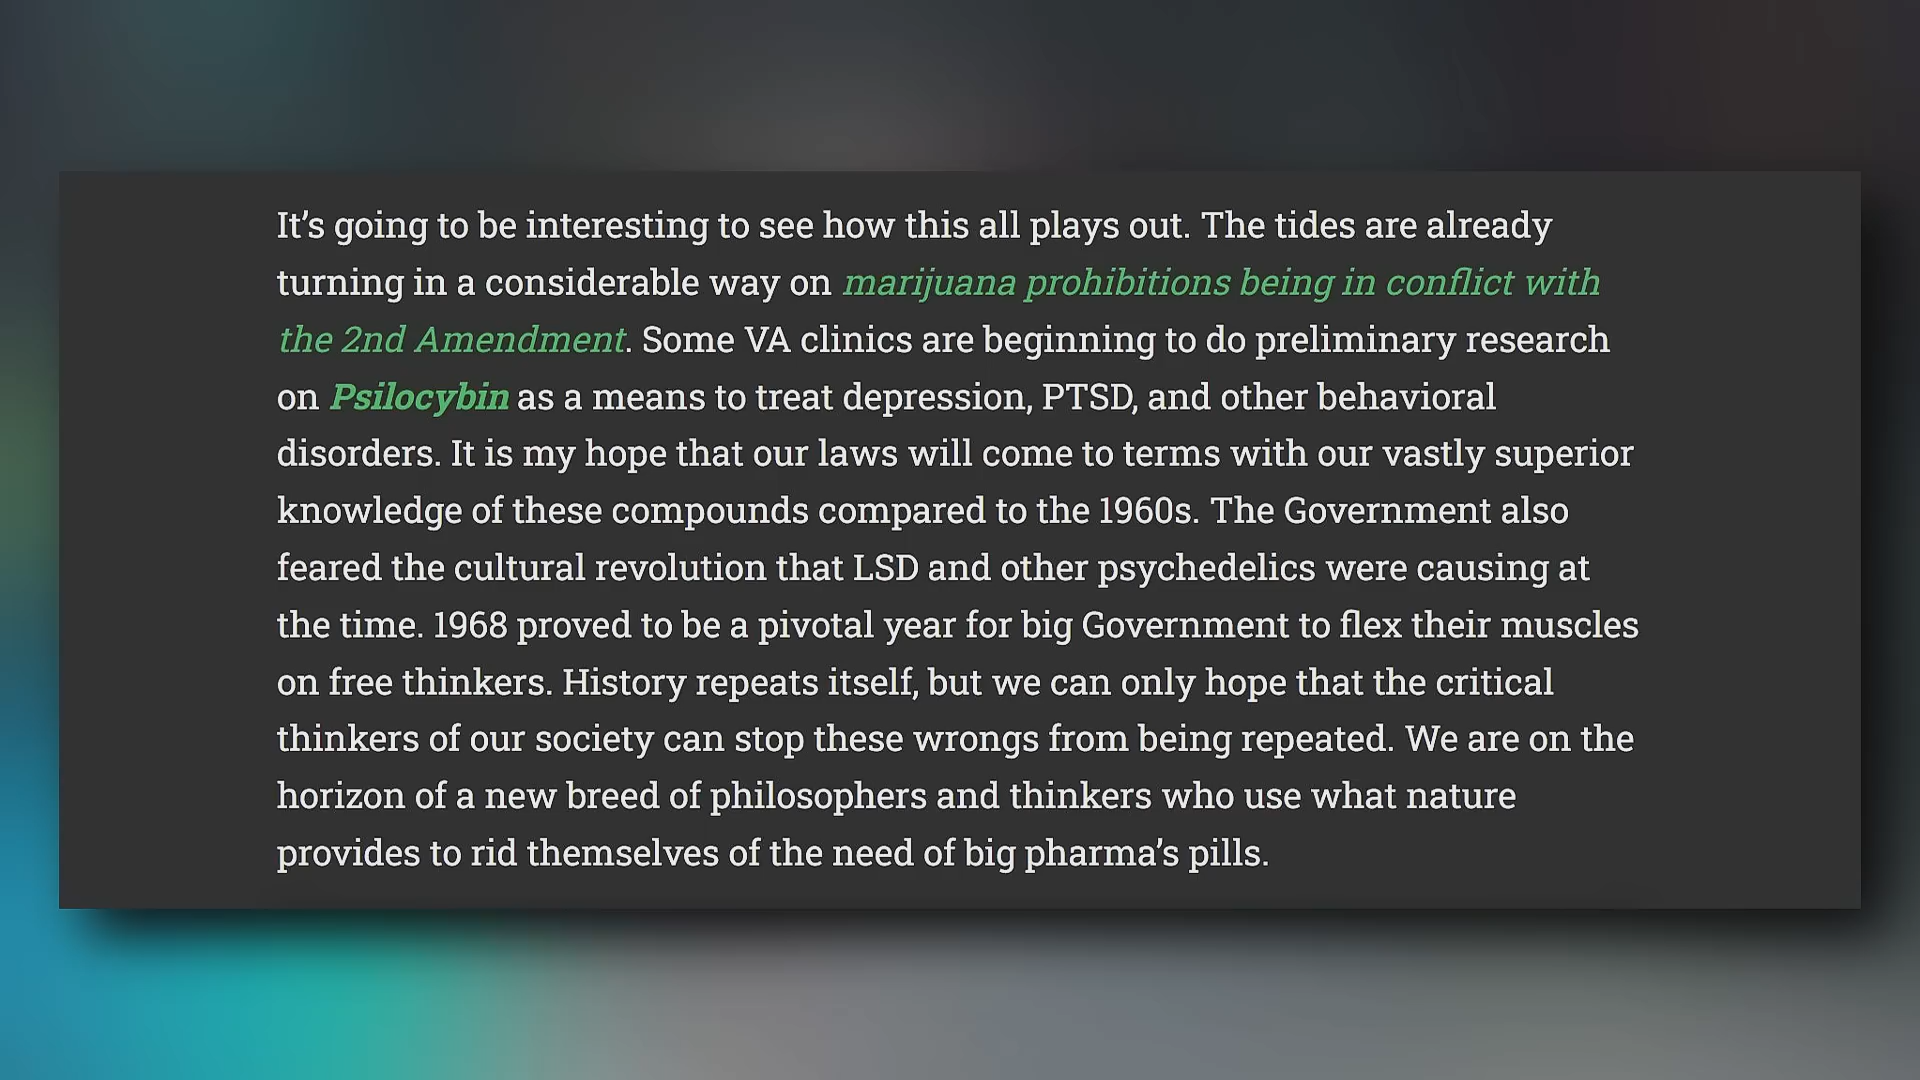 It’s going to be interesting to see how this all plays out. The tides are already
turning in a considerable way on marijuana prohibitions being in conflict with
the 2nd Amendment. Some VA clinics are beginning to do preliminary research
on Psilocybin as a means to treat depression, PTSD, and other behavioral
disorders. It is my hope that our laws will come to terms with our vastly superior
knowledge of these compounds compared to the 1960s. The Government also
feared the cultural revolution that LSD and other psychedelics were causing at
the time. 1968 proved to be a pivotal year for big Government to flex their muscles
on free thinkers. History repeats itself, but we can only hope that the critical
thinkers of our society can stop these wrongs from being repeated. We are on the
horizon of a new breed of philosophers and thinkers who use what nature
provides to rid themselves of the need of big pharma’s pills.